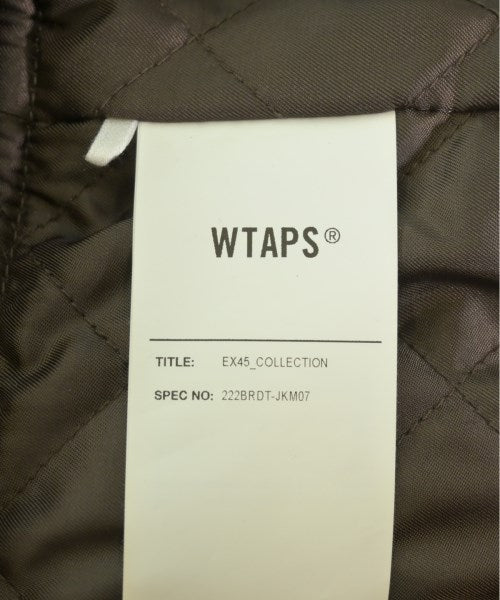 WTAPS®
TITLE: EX45_COLLECTION
SPEC NO: 222BRDT-JKM07